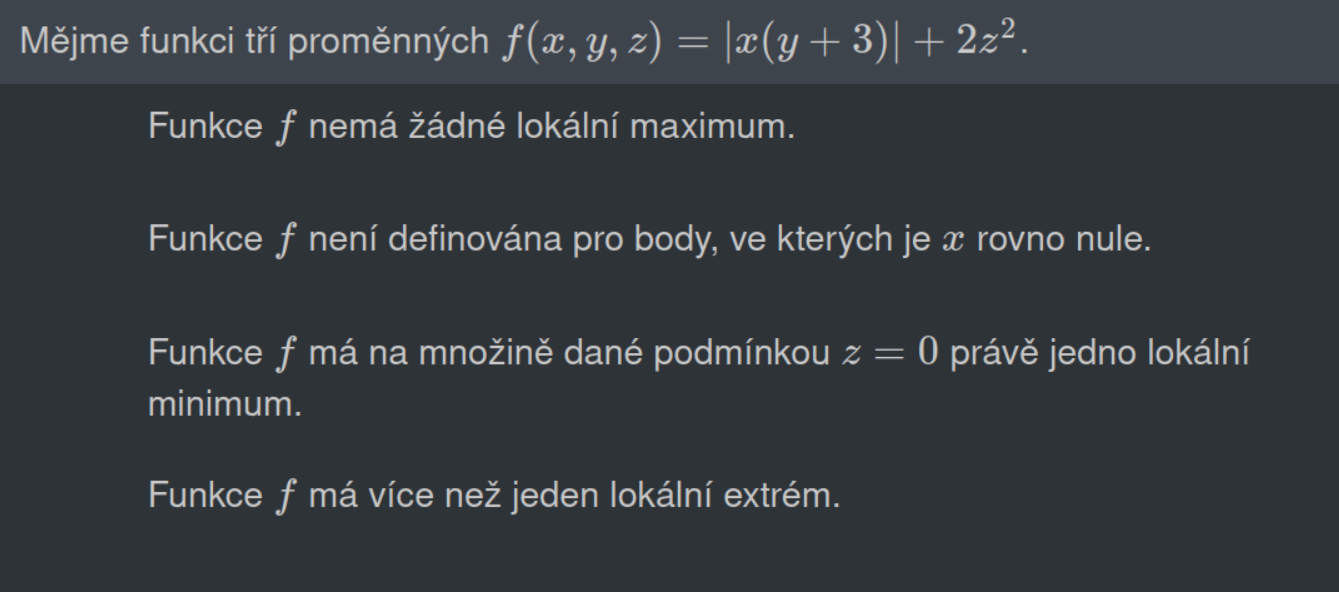 Mějme funkci tří proměnných f(x, y, z) = |x(y + 3)| + 2z².
Funkce f nemá žádné lokální maximum.
Funkce f není definována pro body, ve kterých je x rovno nule.
Funkce f má na množině dané podmínkou z = 0 právě jedno lokální
minimum.
Funkce f má více než jeden lokální extrém.